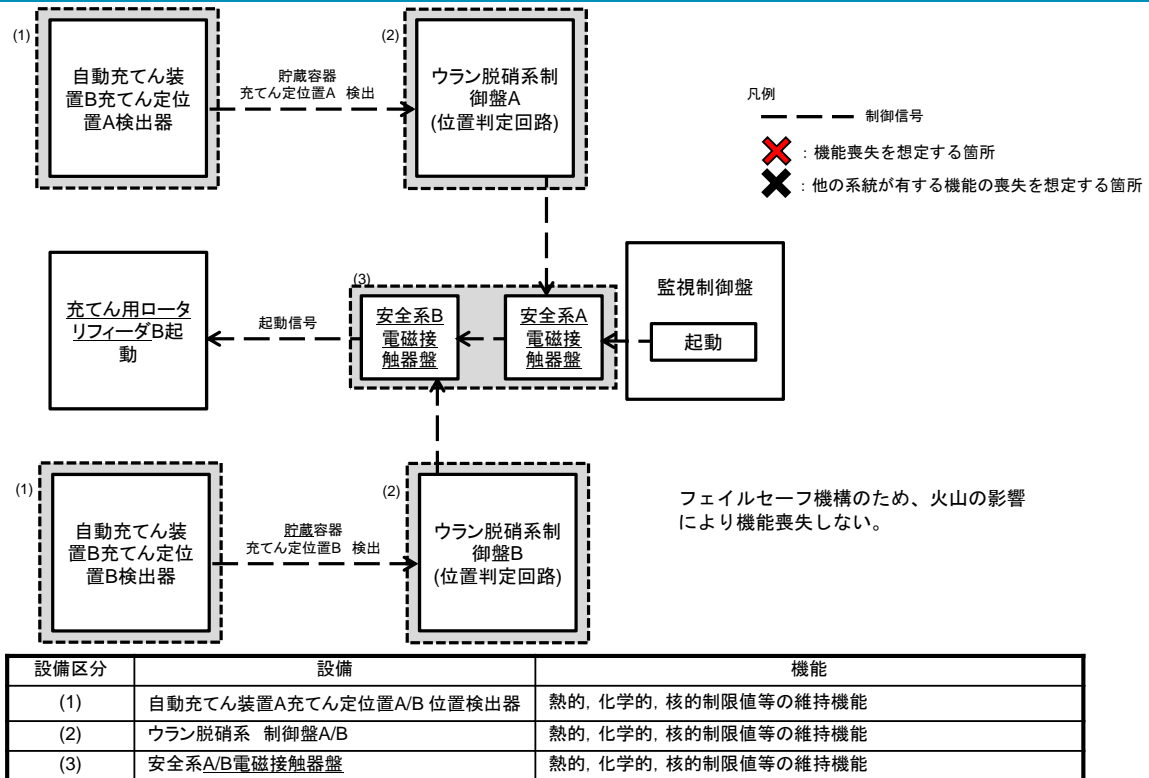 (1)
自動充てん装
置B充てん定位
置A検出器
貯蔵容器
充てん定位置A 検出
(2)
ウラン脱硝系制
御盤A
(位置判定回路)
凡例
制御信号
：機能喪失を想定する箇所
：他の系統が有する機能の喪失を想定する箇所
充てん用ロータ
リフィーダB起
動
起動信号
(3)
安全系B
電磁接
触器盤
安全系A
電磁接
触器盤
監視制御盤
起動
(1)
自動充てん装
置B充てん定位
置B検出器
貯蔵容器
充てん定位置B 検出
(2)
ウラン脱硝系制
御盤B
(位置判定回路)
フェイルセーフ機構のため、火山の影響
により機能喪失しない。
設備区分 設備 機能
(1) 自動充てん装置A充てん定位置A/B 位置検出器 熱的, 化学的, 核的制限値等の維持機能
(2) ウラン脱硝系 制御盤A/B 熱的, 化学的, 核的制限値等の維持機能
(3) 安全系A/B電磁接触器盤 熱的, 化学的, 核的制限値等の維持機能